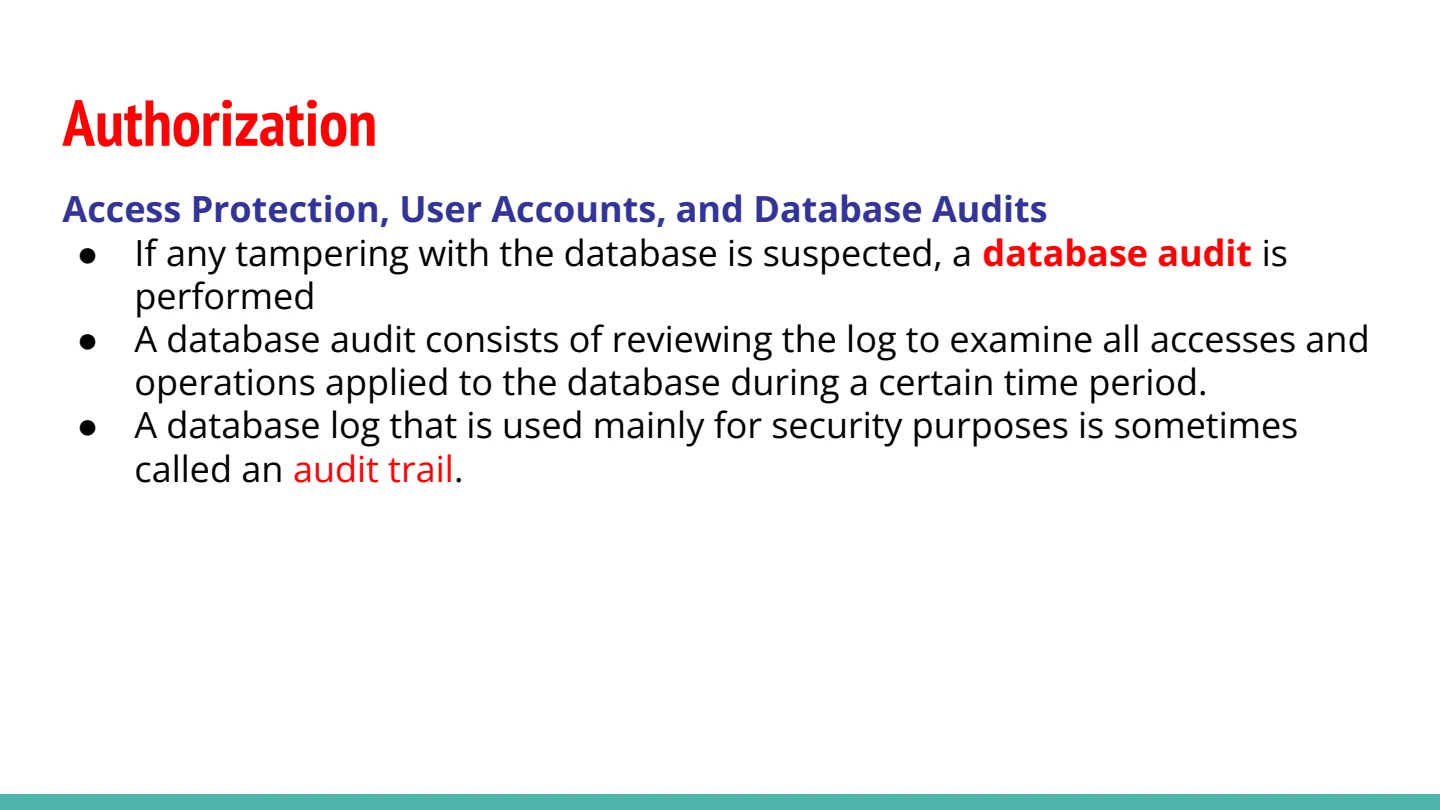 Authorization
Access Protection, User Accounts, and Database Audits
● If any tampering with the database is suspected, a database audit is
performed
● A database audit consists of reviewing the log to examine all accesses and
operations applied to the database during a certain time period.
● A database log that is used mainly for security purposes is sometimes
called an audit trail.